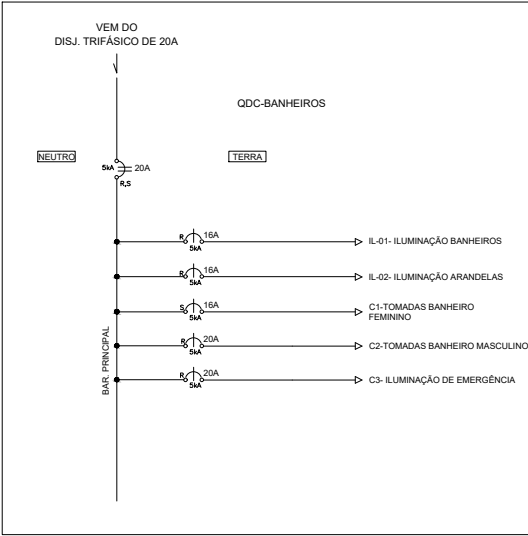 VEM DO
DISJ. TRIFÁSICO DE 20A
QDC-BANHEIROS
NEUTRO
TERRA
5kA
20A
R,S
R
16A
5kA
IL-01- ILUMINAÇÃO BANHEIROS
R
16A
5kA
IL-02- ILUMINAÇÃO ARANDELAS
S
16A
5kA
C1-TOMADAS BANHEIRO
FEMININO
R
20A
5kA
C2-TOMADAS BANHEIRO MASCULINO
R
20A
5kA
C3- ILUMINAÇÃO DE EMERGÊNCIA
BAR. PRINCIPAL